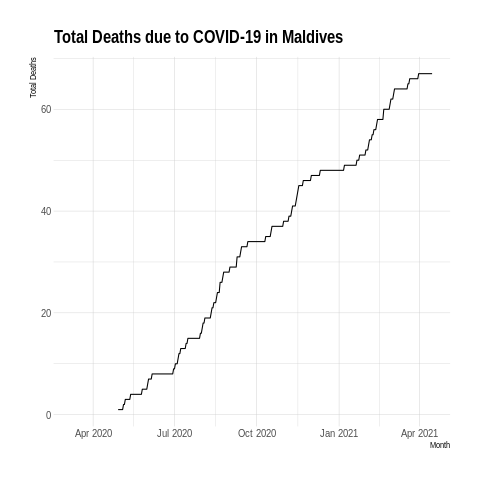 Total Deaths due to COVID-19 in Maldives
Total Deaths
60
40
20
0
Apr 2020 Jul 2020 Oct 2020 Jan 2021 Apr 2021
Month